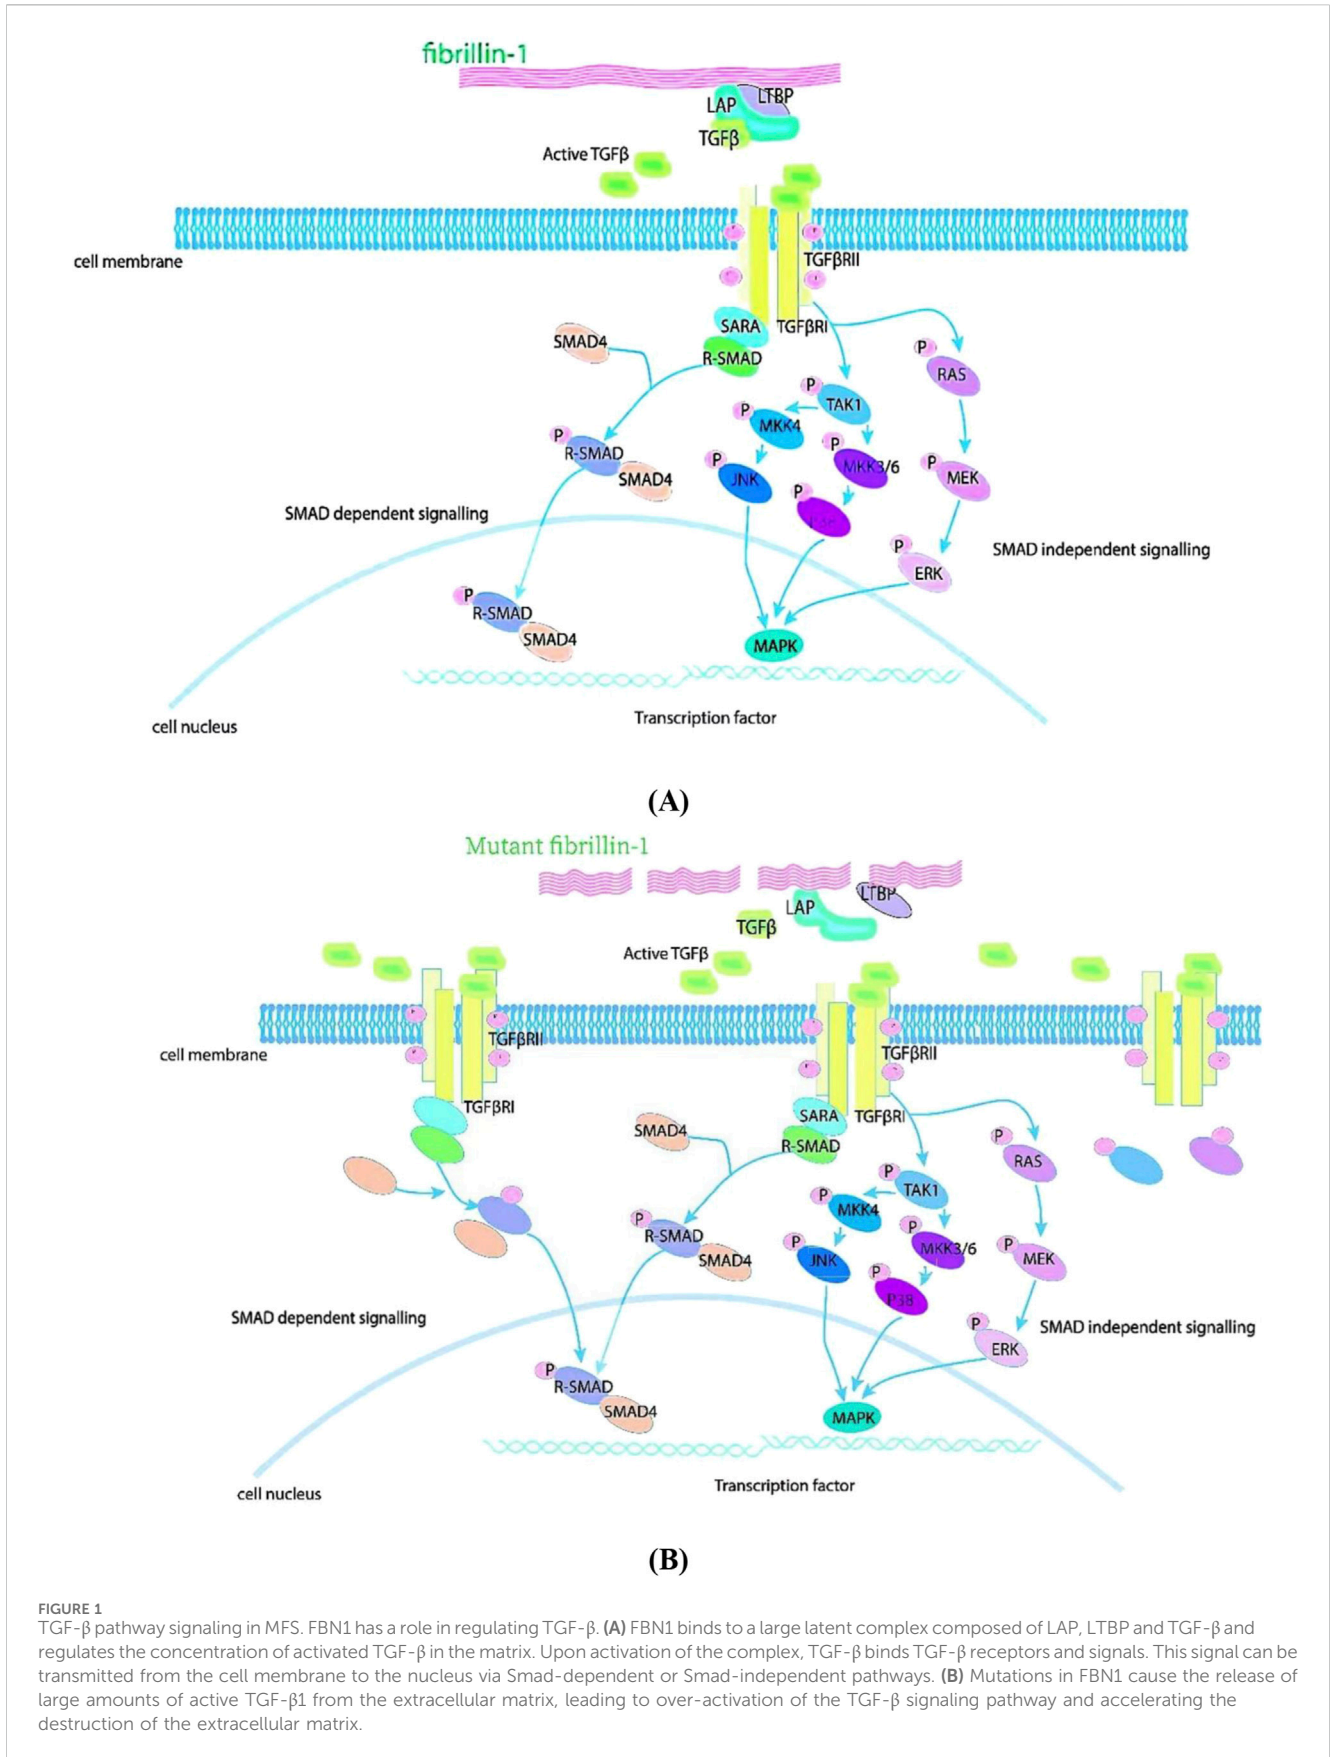 fibrillin-1
LAP
LTBP
TGFβ
Active TGFβ
cell membrane
TGFβRII
SARA
TGFβRI
SMAD4
R-SMAD
P
RAS
P
TAK1
P
MKK4
P
R-SMAD
SMAD4
P
MKK3/6
P
JNK
P
MEK
P
SMAD dependent signalling
P
ERK
SMAD independent signalling
P
R-SMAD
SMAD4
MAPK
cell nucleus
Transcription factor
(A)
Mutant fibrillin-1
LAP
LTBP
TGFβ
Active TGFβ
TGFβRII
cell membrane
TGFβRII
TGFβRI
SARA
TGFβRI
SMAD4
R-SMAD
P
RAS
P
TAK1
P
MKK4
P
R-SMAD
SMAD4
P
MKK3/6
P
JNK
P
MEK
P
P38
SMAD dependent signalling
P
ERK
SMAD independent signalling
P
R-SMAD
SMAD4
MAPK
cell nucleus
Transcription factor
(B)
FIGURE 1
TGF-β pathway signaling in MFS. FBN1 has a role in regulating TGF-β. (A) FBN1 binds to a large latent complex composed of LAP, LTBP and TGF-β and
regulates the concentration of activated TGF-β in the matrix. Upon activation of the complex, TGF-β binds TGF-β receptors and signals. This signal can be
transmitted from the cell membrane to the nucleus via Smad-dependent or Smad-independent pathways. (B) Mutations in FBN1 cause the release of
large amounts of active TGF-β1 from the extracellular matrix, leading to over-activation of the TGF-β signaling pathway and accelerating the
destruction of the extracellular matrix.